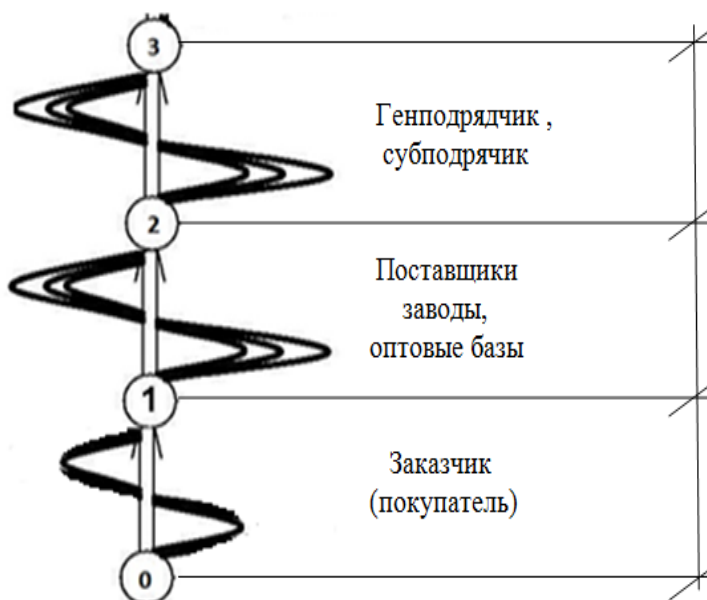 3
Генподрядчик ,
субподрячик
2
Поставщики
заводы,
оптовые базы
1
Заказчик
(покупатель)
0